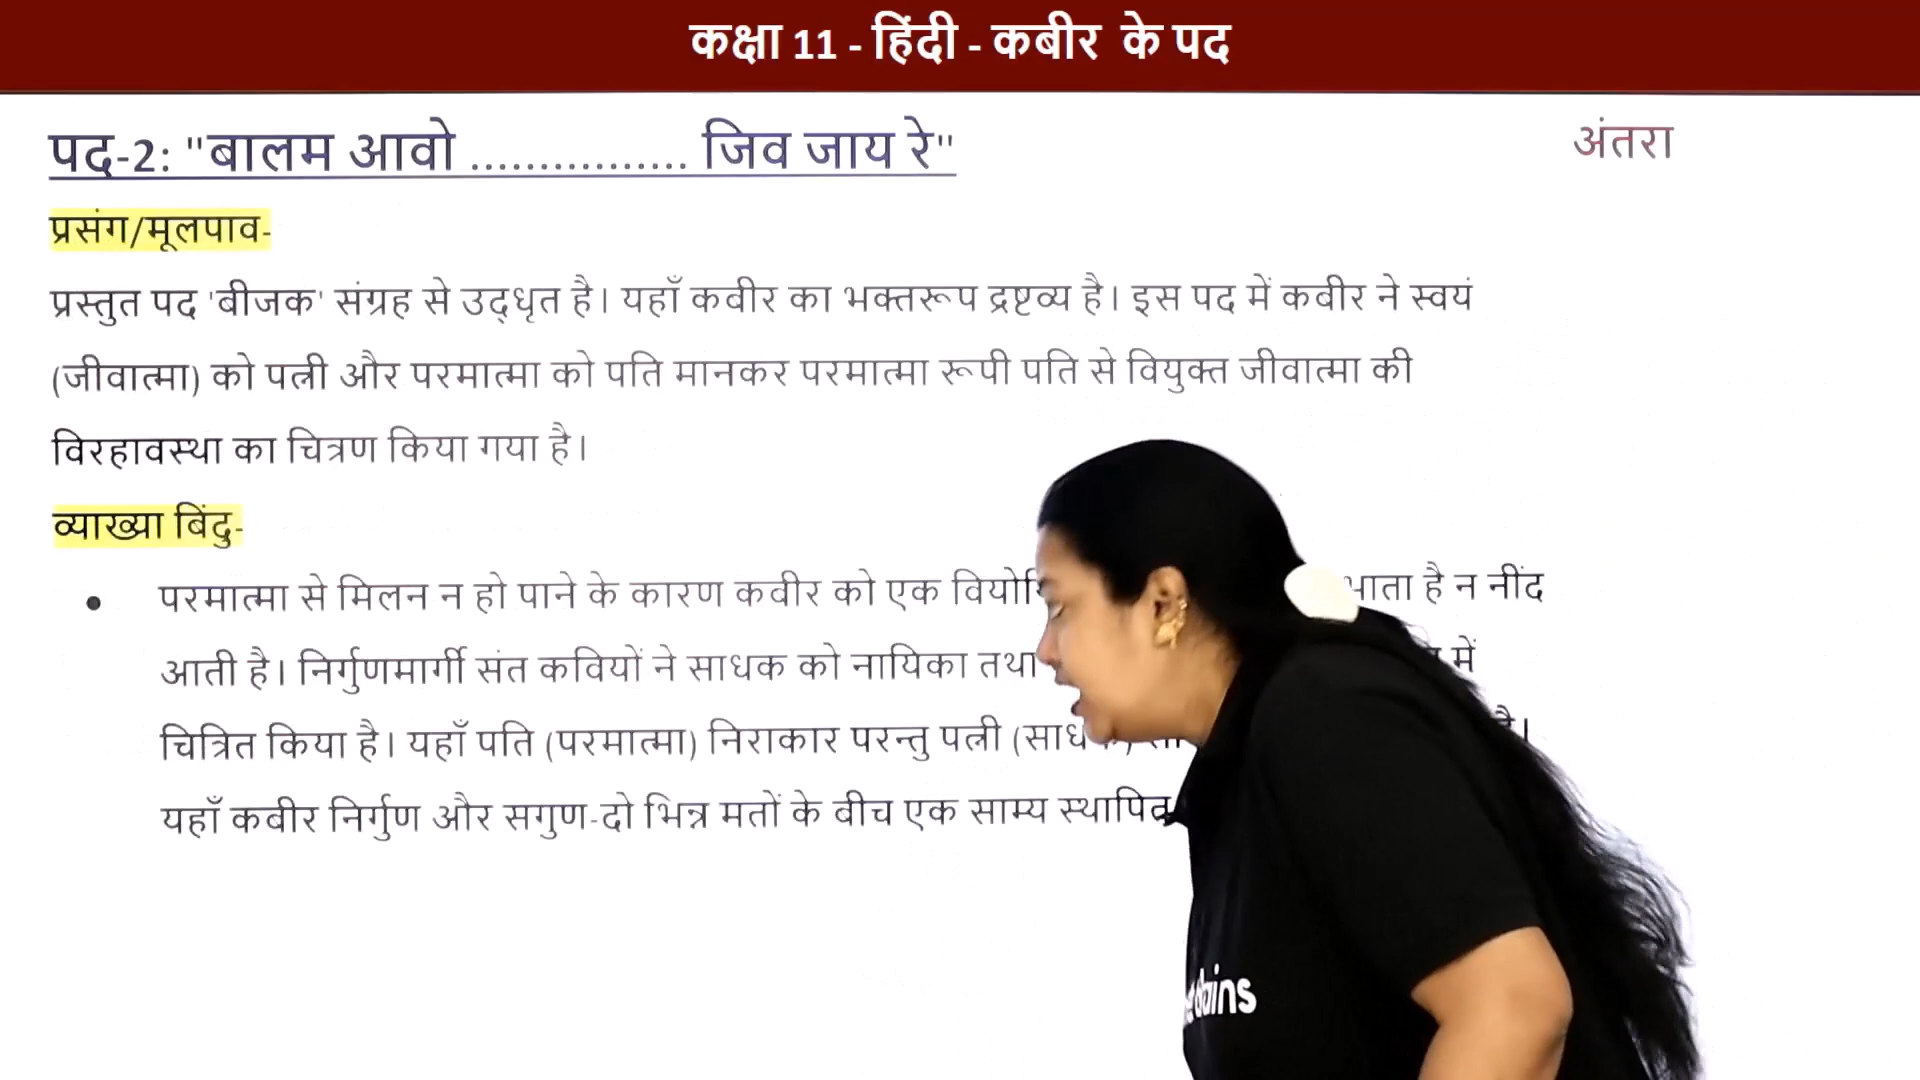 कक्षा 11 - हिंदी - कबीर के पद
पद-2: "बालम आवो ................ जिव जाय रे"
अंतरा
प्रसंग/मूलपाव-
प्रस्तुत पद 'बीजक' संग्रह से उद्धृत है। यहाँ कबीर का भक्तरूप द्रष्टव्य है। इस पद में कबीर ने स्वयं
(जीवात्मा) को पत्नी और परमात्मा को पति मानकर परमात्मा रूपी पति से वियुक्त जीवात्मा की
विरहावस्था का चित्रण किया गया है।
व्याख्या बिंदु-
• परमात्मा से मिलन न हो पाने के कारण कबीर को एक है न नींद
आती है। निर्गुणमार्गी संत कवियों ने साधक को नायिका तथा में
चित्रित किया है। यहाँ पति (परमात्मा) निराकार परन्तु पत्नी है।
यहाँ कबीर निर्गुण और सगुण-दो भिन्न मतों के वीच एक साम्य स्थापित